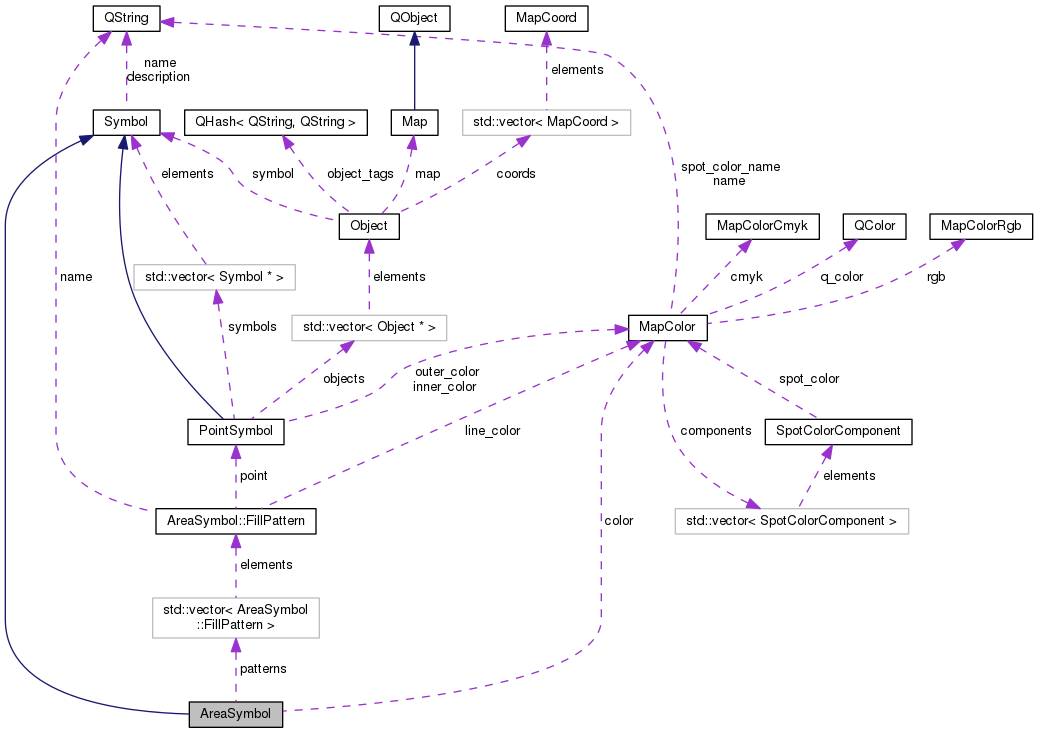 QString
QObject
MapCoord
name
description
elements
Symbol
QHash< QString, QString >
Map
std::vector< MapCoord >
elements
symbol
object_tags
map
coords
spot_color_name
name
Object
MapColorCmyk
QColor
MapColorRgb
name
std::vector< Symbol * >
elements
cmyk
q_color
rgb
symbols
std::vector< Object * >
MapColor
objects
outer_color
inner_color
spot_color
PointSymbol
line_color
components
SpotColorComponent
point
elements
AreaSymbol::FillPattern
color
std::vector< SpotColorComponent >
elements
std::vector< AreaSymbol
::FillPattern >
patterns
AreaSymbol